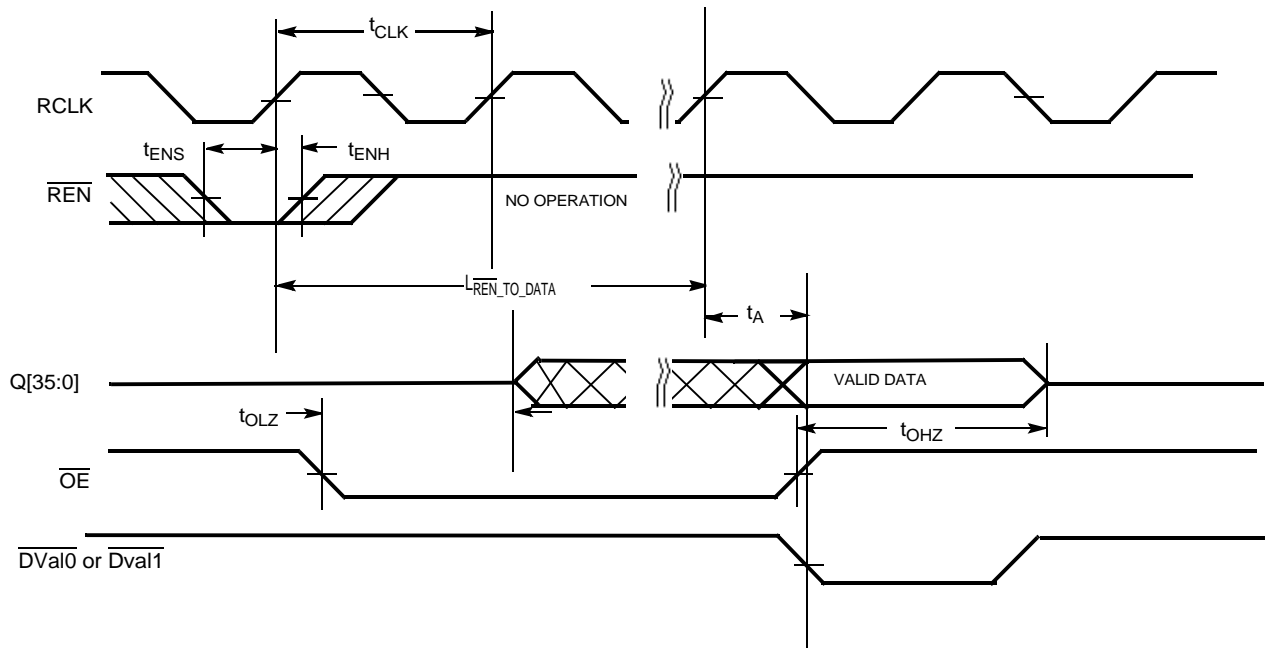 tCLK
RCLK
tENS
tENH
REN
NO OPERATION
LREN_TO_DATA
tA
Q[35:0]
VALID DATA
tOLZ
tOHZ
OE
DVal0 or Dval1